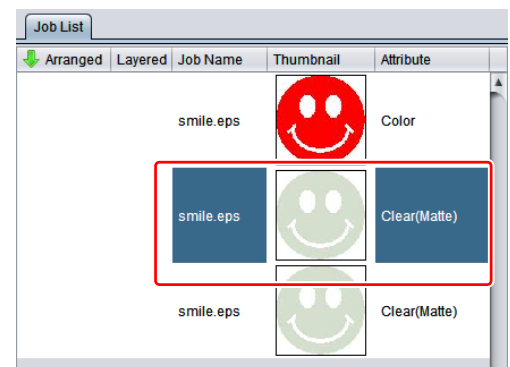 Job List
Arranged Layered Job Name Thumbnail Attribute
smile.eps Color
smile.eps Clear(Matte)
smile.eps Clear(Matte)